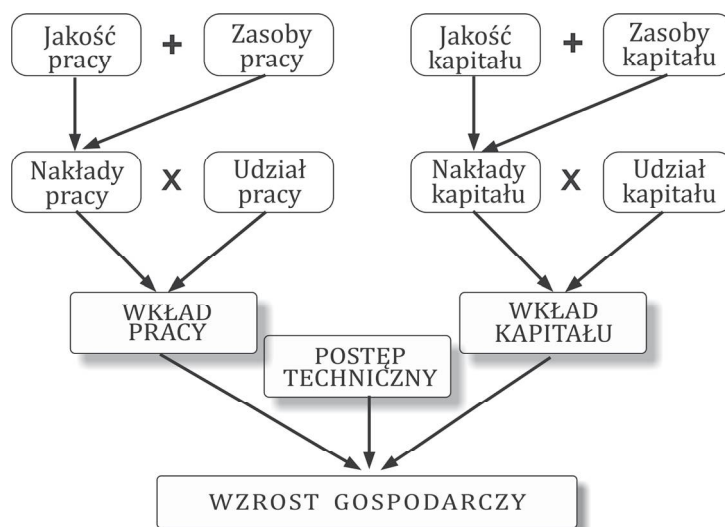 Jakość
pracy
+
Zasoby
pracy
Jakość
kapitału
+
Zasoby
kapitału
Nakłady
pracy
X
Udział
pracy
Nakłady
kapitału
X
Udział
kapitału
WKŁAD
PRACY
WKŁAD
KAPITAŁU
POSTĘP
TECHNICZNY
WZROST GOSPODARCZY